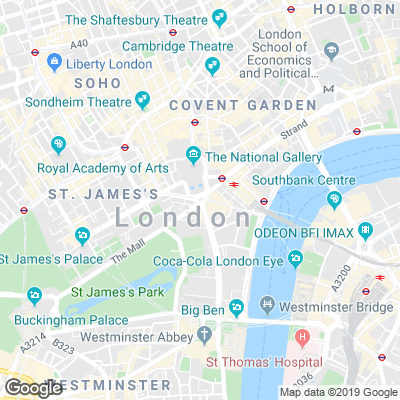 HOLBORN
The Shaftesbury Theatre
A40
Cambridge Theatre
London
School of
Economics
and Political...
Liberty London
SOHO
A4
Sondheim Theatre
COVENT GARDEN
Strand
The National Gallery
Royal Academy of Arts
Southbank Centre
ST. JAMES'S
London
ODEON BFI IMAX
The Mall
St James's Palace
Coca-Cola London Eye
A3200
St James's Park
Big Ben
Westminster Bridge
Buckingham Palace
Westminster Abbey
A3214
B323
St Thomas' Hospital
WESTMINSTER
3036
Google
Map data ©2019 Google